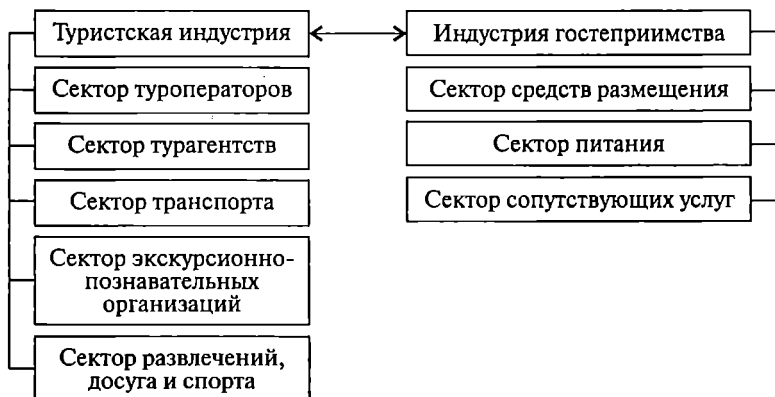 Туристская индустрия
Индустрия гостеприимства
Сектор туроператоров
Сектор средств размещения
Сектор турагентств
Сектор питания
Сектор транспорта
Сектор сопутствующих услуг
Сектор экскурсионно-
познавательных
организаций
Сектор развлечений,
досуга и спорта